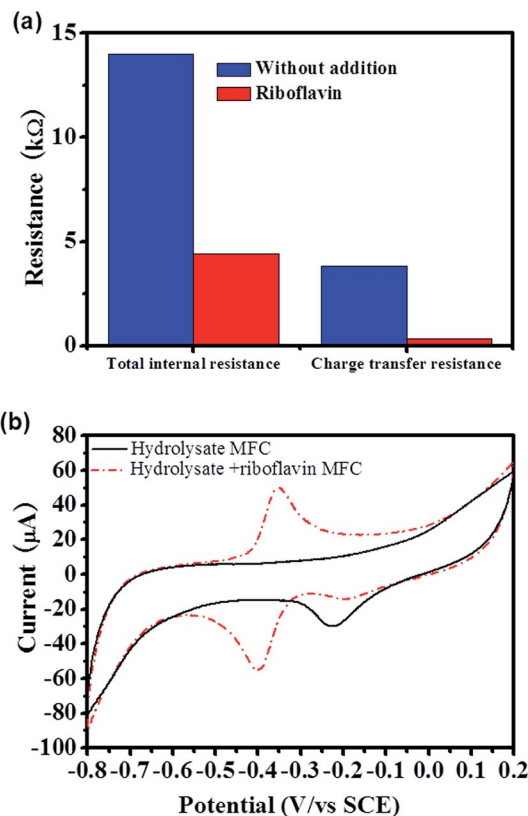 (a)
15
10
5
0
Resistance (kΩ)
Without addition
Riboflavin
Total internal resistance
Charge transfer resistance
(b)
80
60
40
20
0
-20
-40
-60
-80
-100
Current (μA)
Hydrolysate MFC
Hydrolysate +riboflavin MFC
-0.8 -0.7 -0.6 -0.5 -0.4 -0.3 -0.2 -0.1 0.0 0.1 0.2
Potential (V/vs SCE)